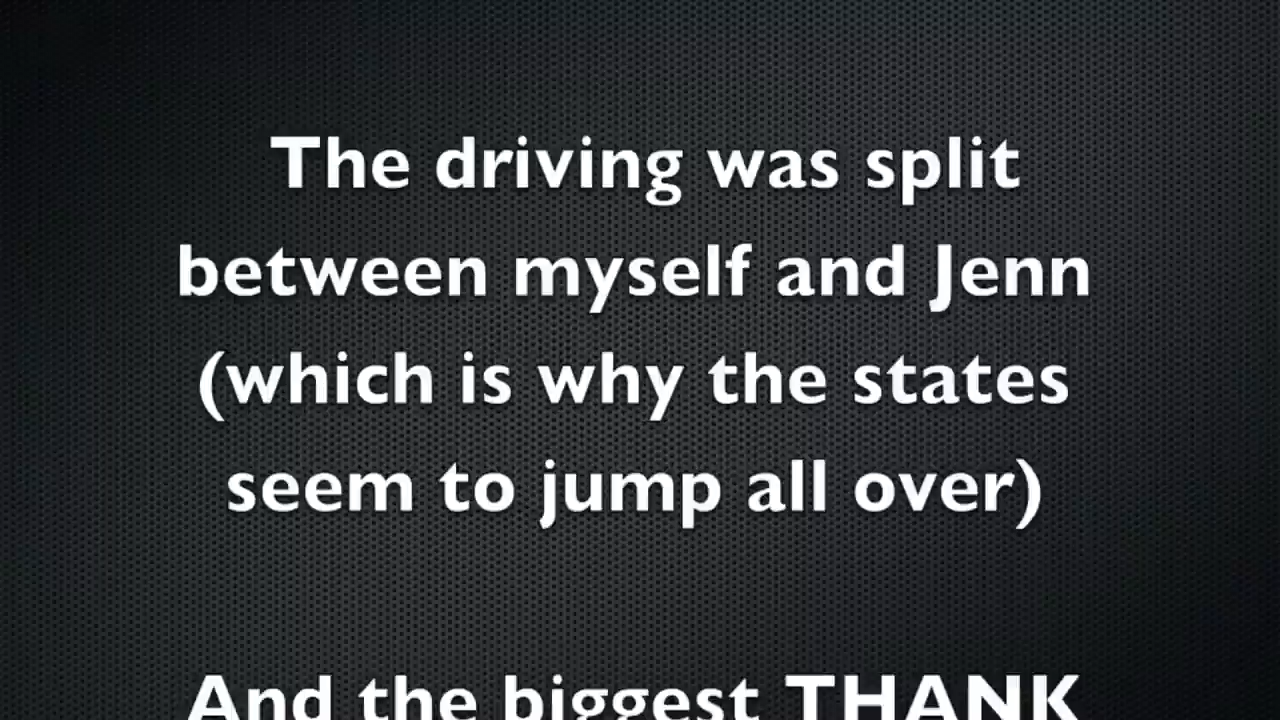 The driving was split
between myself and Jenn
(which is why the states
seem to jump all over)
And the biggest THANK